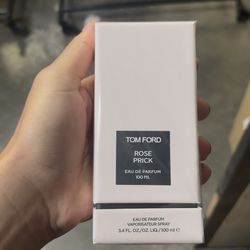 TOM FORD
ROSE
PRICK
EAU DE PARFUM
100 ML
EAU DE PARFUM
VAPORISATEUR SPRAY
3.4 FL. OZ./OZ. LIQ./100 ml ℮